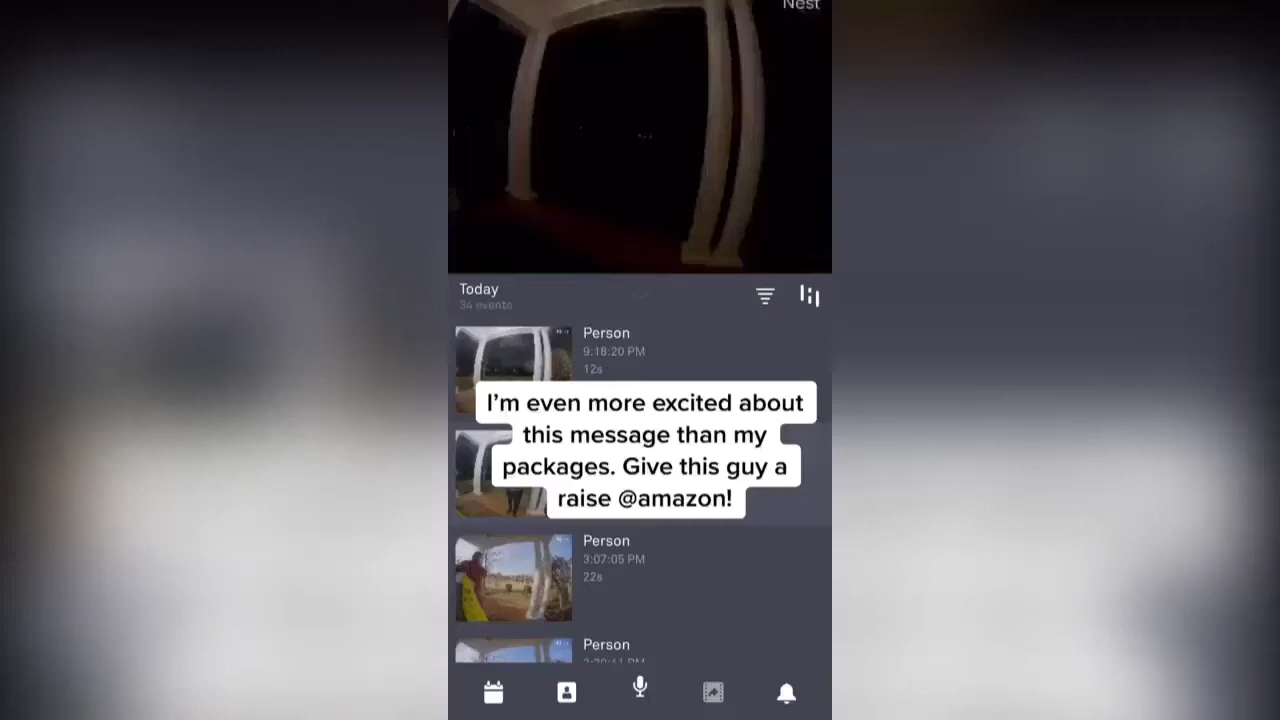 Nest
Today
34 events
Person
9:18:20 PM
12s
I'm even more excited about
this message than my
packages. Give this guy a
raise @amazon!
Person
3:07:05 PM
22s
Person